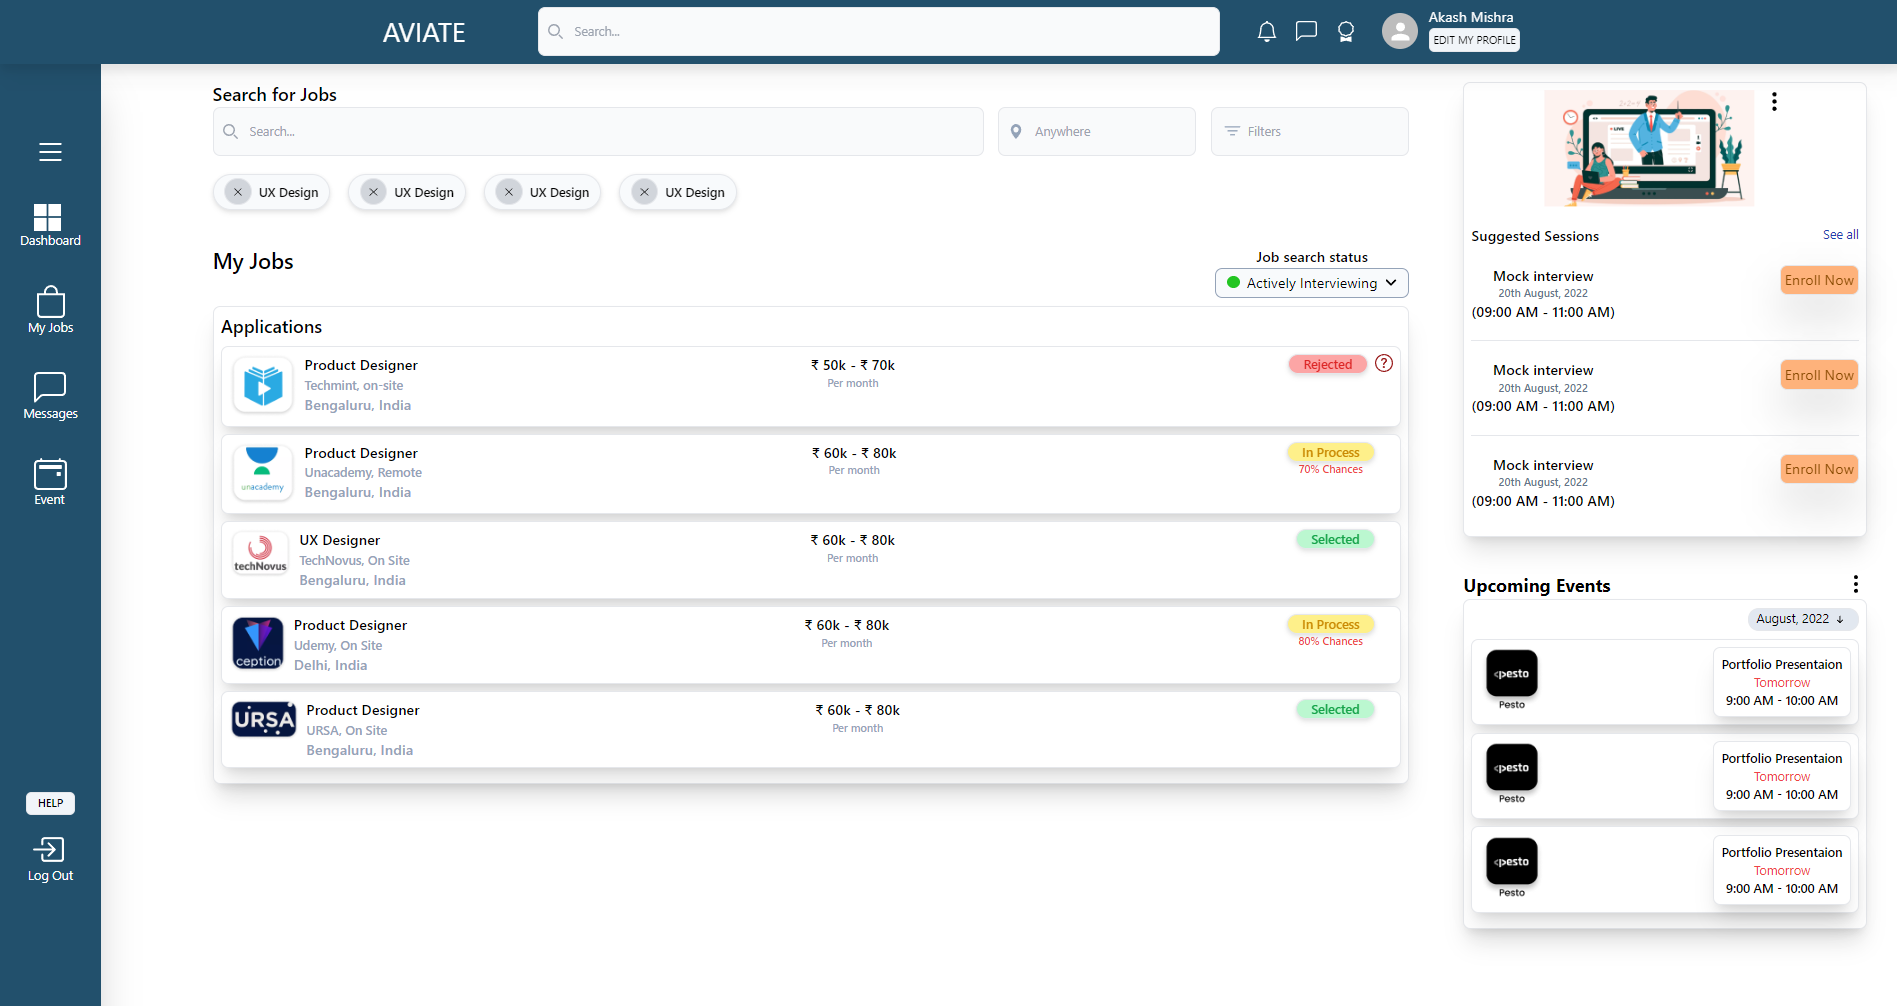 AVIATE
Search...
Akash Mishra
EDIT MY PROFILE
Dashboard
My Jobs
Messages
Event
HELP
Log Out
Search for Jobs
Search...
Anywhere
Filters
UX Design
UX Design
UX Design
UX Design
My Jobs
Job search status
Actively Interviewing
Applications
Product Designer
Techmint, on-site
Bengaluru, India
₹ 50k - ₹ 70k
Per month
Rejected
unacademy
Product Designer
Unacademy, Remote
Bengaluru, India
₹ 60k - ₹ 80k
Per month
In Process
70% Chances
techNovus
UX Designer
TechNovus, On Site
Bengaluru, India
₹ 60k - ₹ 80k
Per month
Selected
ception
Product Designer
Udemy, On Site
Delhi, India
₹ 60k - ₹ 80k
Per month
In Process
80% Chances
URSA
Product Designer
URSA, On Site
Bengaluru, India
₹ 60k - ₹ 80k
Per month
Selected
LIVE
Suggested Sessions
See all
Mock interview
20th August, 2022
(09:00 AM - 11:00 AM)
Enroll Now
Mock interview
20th August, 2022
(09:00 AM - 11:00 AM)
Enroll Now
Mock interview
20th August, 2022
(09:00 AM - 11:00 AM)
Enroll Now
Upcoming Events
August, 2022 ↓
pesto
Pesto
Portfolio Presentaion
Tomorrow
9:00 AM - 10:00 AM
pesto
Pesto
Portfolio Presentaion
Tomorrow
9:00 AM - 10:00 AM
pesto
Pesto
Portfolio Presentaion
Tomorrow
9:00 AM - 10:00 AM